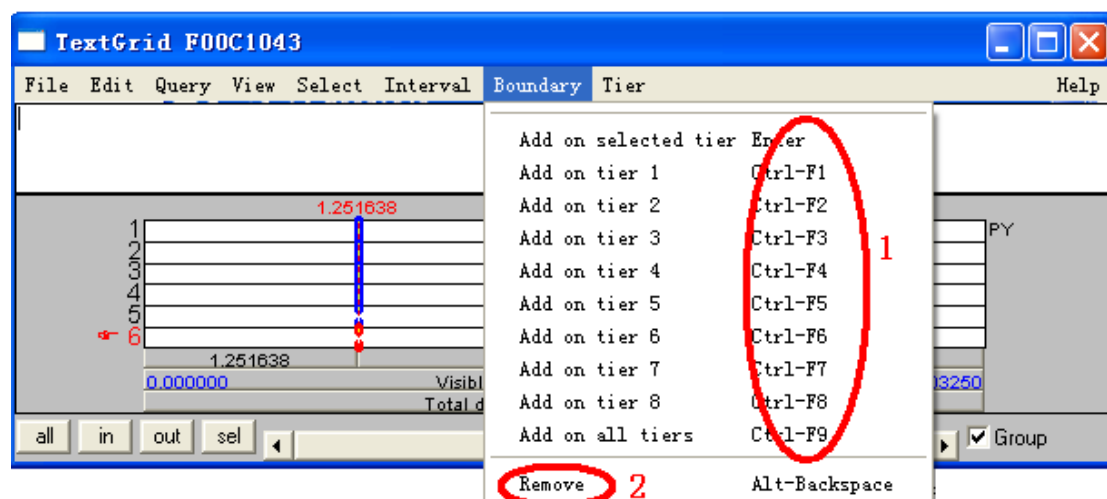 TextGrid F00C1043
File Edit Query View Select Interval Boundary Tier Help
Add on selected tier Enter
Add on tier 1 Ctrl-F1
Add on tier 2 Ctrl-F2
Add on tier 3 Ctrl-F3
Add on tier 4 Ctrl-F4
Add on tier 5 Ctrl-F5
Add on tier 6 Ctrl-F6
Add on tier 7 Ctrl-F7
Add on tier 8 Ctrl-F8
Add on all tiers Ctrl-F9
Remove Alt-Backspace
1
2
1.251638
1 PY
2
3
4
5
6
1.251638
0.000000 Visibl 3250
Total d
all in out sel Group